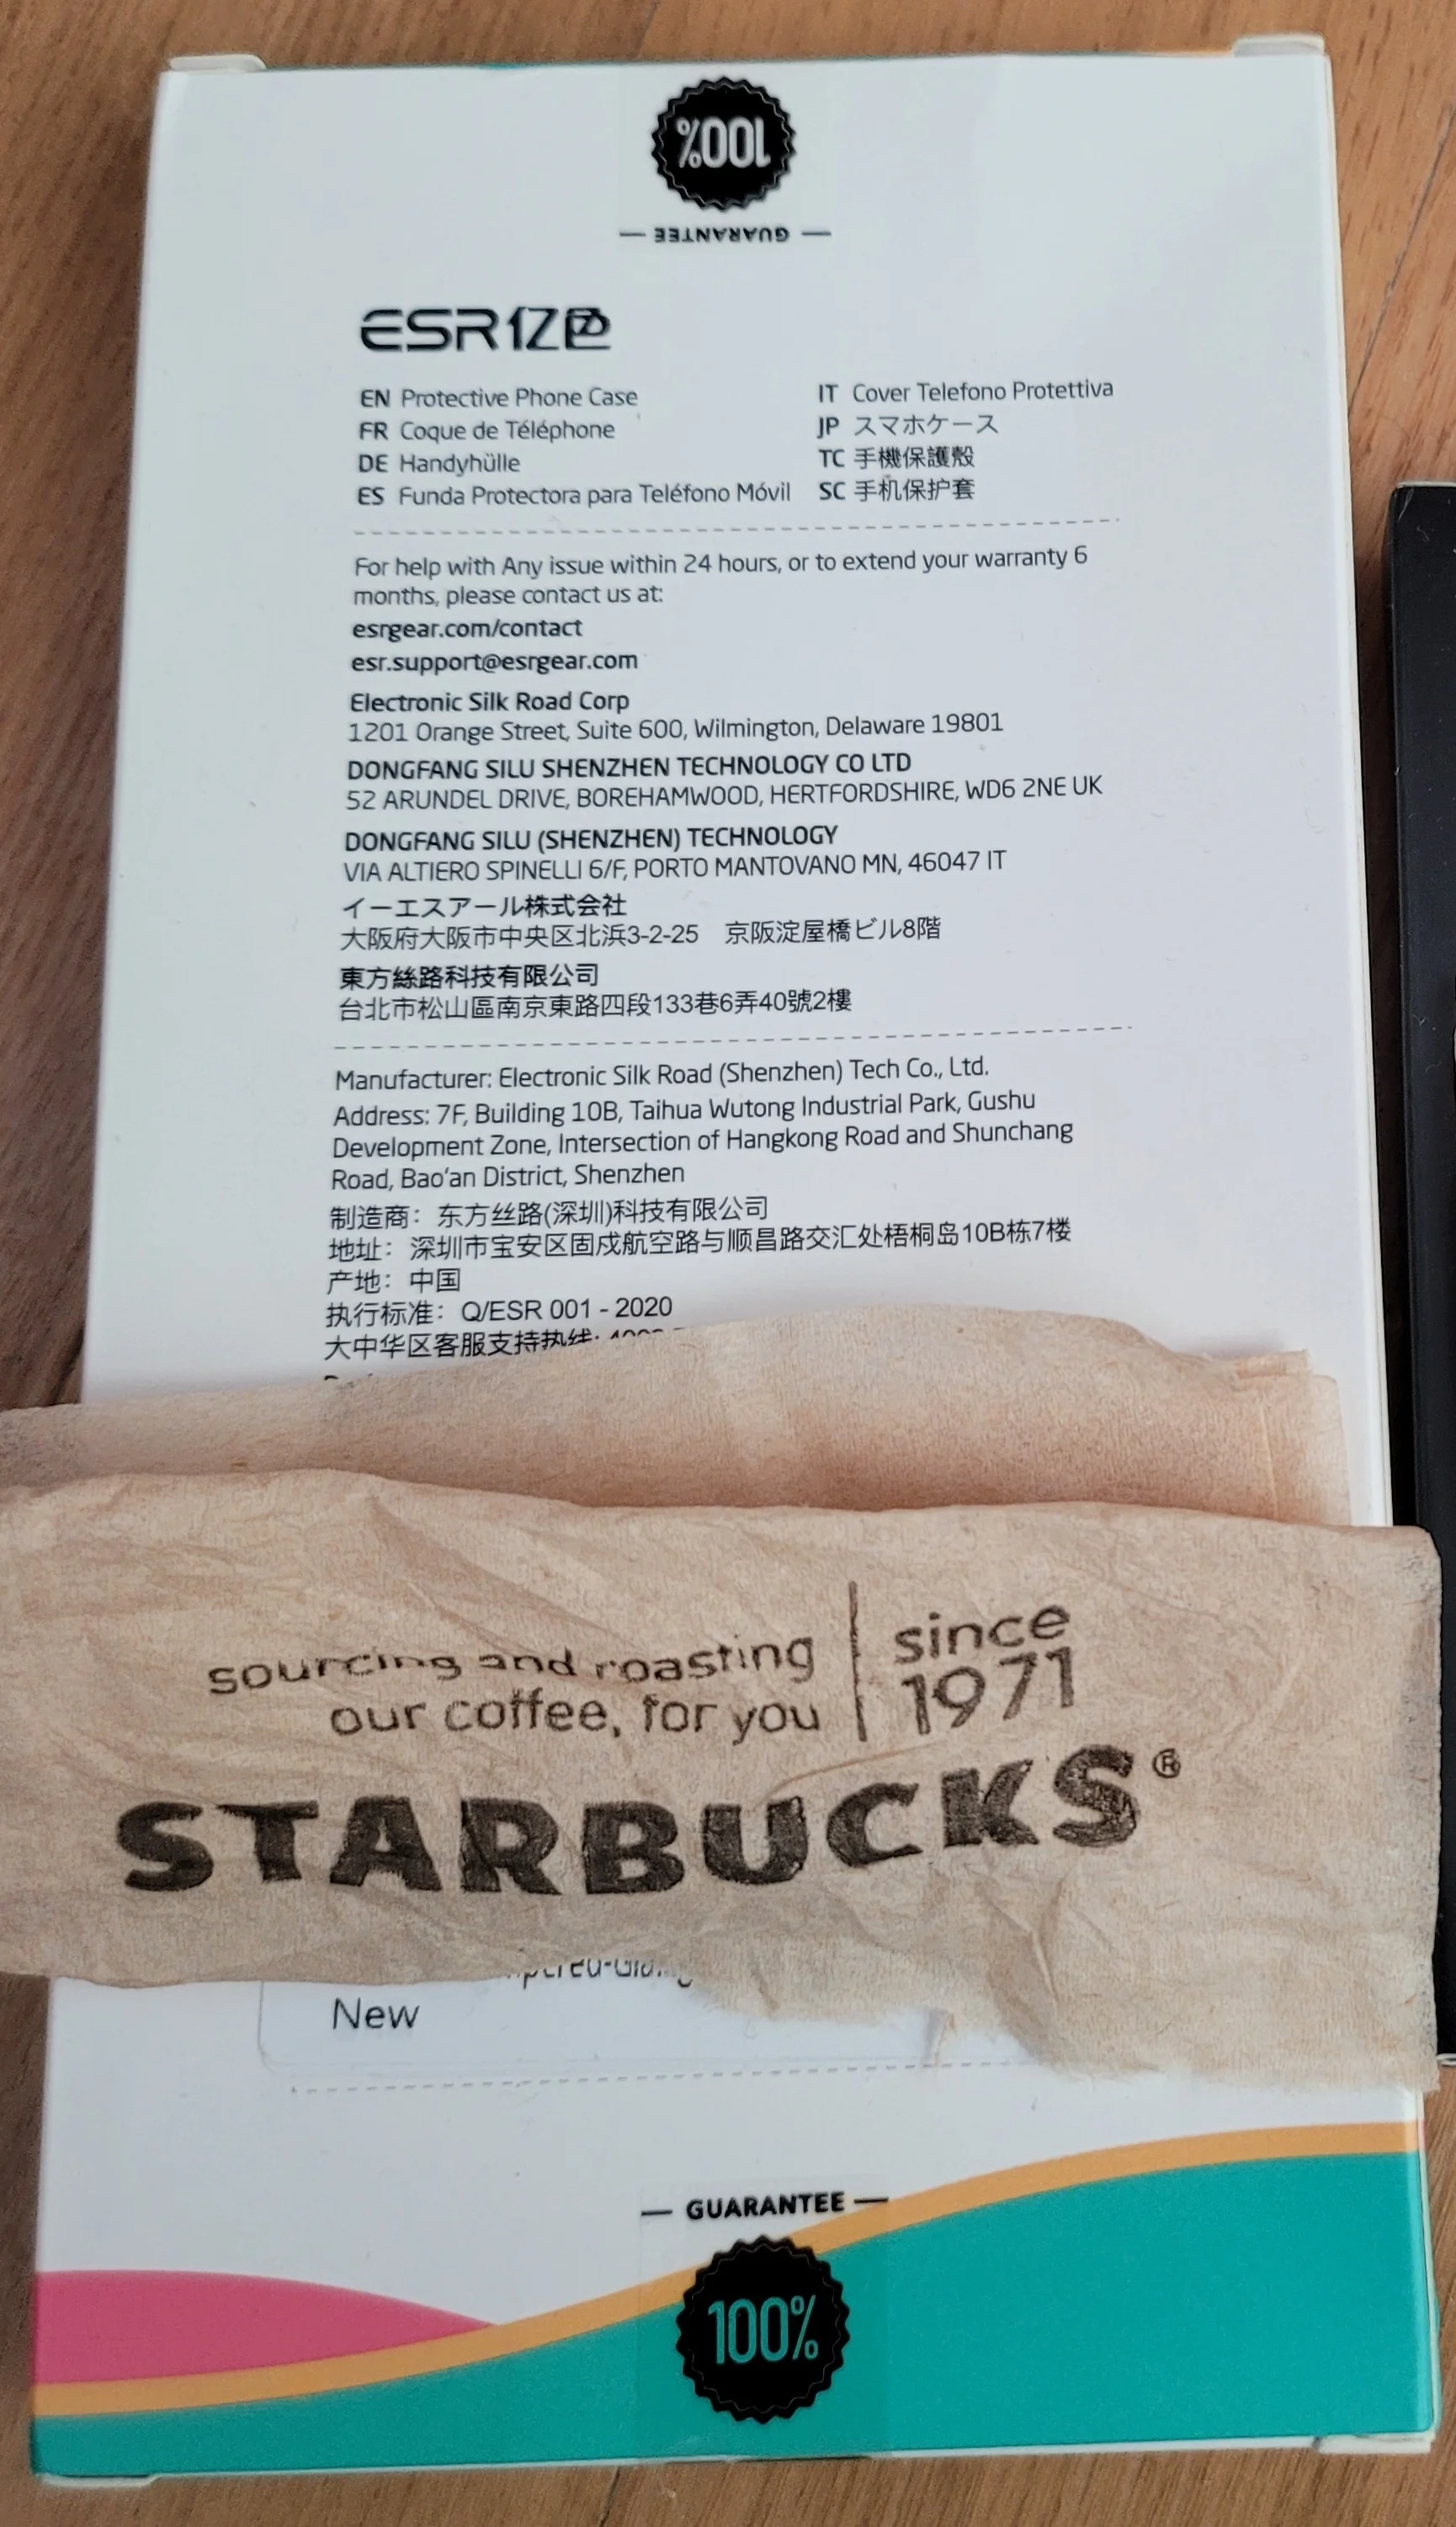 100%
GUARANTEE
ESR亿色
EN Protective Phone Case
FR Coque de Téléphone
DE Handyhülle
ES Funda Protectora para Teléfono Móvil
IT Cover Telefono Protettiva
JP スマホケース
TC 手機保護殼
SC 手机保护套
For help with Any issue within 24 hours, or to extend your warranty 6
months, please contact us at:
esrgear.com/contact
esr.support@esrgear.com
Electronic Silk Road Corp
1201 Orange Street, Suite 600, Wilmington, Delaware 19801
DONGFANG SILU SHENZHEN TECHNOLOGY CO LTD
52 ARUNDEL DRIVE, BOREHAMWOOD, HERTFORDSHIRE, WD6 2NE UK
DONGFANG SILU (SHENZHEN) TECHNOLOGY
VIA ALTIERO SPINELLI 6/F, PORTO MANTOVANO MN, 46047 IT
イーエスアール株式会社
大阪府大阪市中央区北浜3-2-25　京阪淀屋橋ビル8階
東方絲路科技有限公司
台北市松山區南京東路四段133巷6弄40號2樓
Manufacturer: Electronic Silk Road (Shenzhen) Tech Co., Ltd.
Address: 7F, Building 10B, Taihua Wutong Industrial Park, Gushu
Development Zone, Intersection of Hangkong Road and Shunchang
Road, Bao'an District, Shenzhen
制造商：东方丝路(深圳)科技有限公司
地址：深圳市宝安区固戍航空路与顺昌路交汇处梧桐岛10B栋7楼
产地：中国
执行标准：Q/ESR 001 - 2020
大中华区客服支持热线:
sourcing and roasting
our coffee, for you
since
1971
STARBUCKS®
New
GUARANTEE
100%